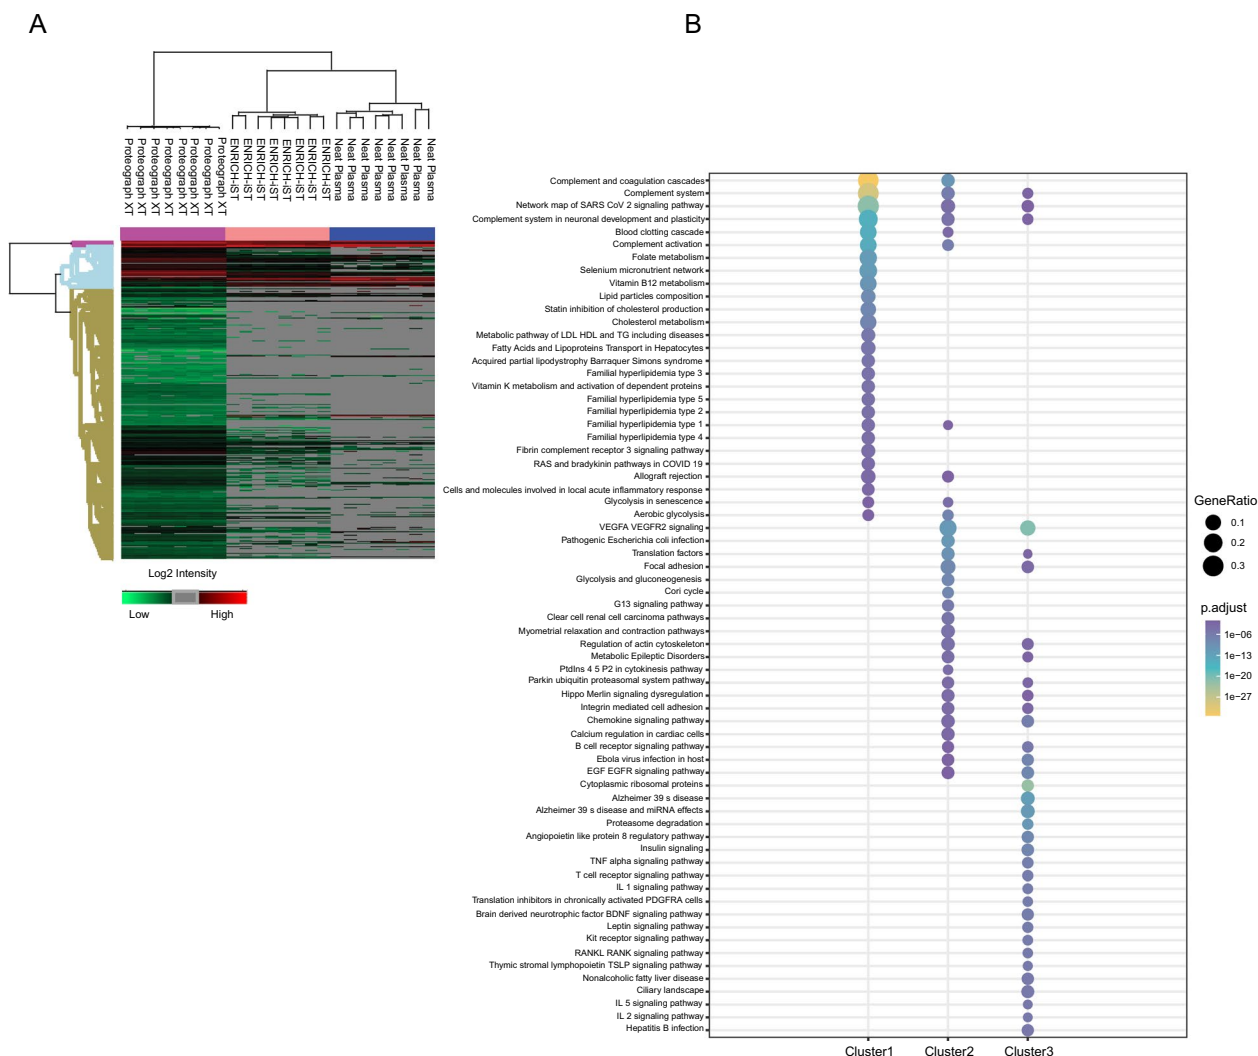 A
B
Proteograph XT
Proteograph XT
Proteograph XT
Proteograph XT
Proteograph XT
Proteograph XT
Proteograph XT
Proteograph XT
ENRICH-iST
ENRICH-iST
ENRICH-iST
ENRICH-iST
ENRICH-iST
ENRICH-iST
ENRICH-iST
ENRICH-iST
Neat Plasma
Neat Plasma
Neat Plasma
Neat Plasma
Neat Plasma
Neat Plasma
Neat Plasma
Neat Plasma
Log2 Intensity
Low
High
Complement and coagulation cascades
Complement system
Network map of SARS CoV 2 signaling pathway
Complement system in neuronal development and plasticity
Blood clotting cascade
Complement activation
Folate metabolism
Selenium micronutrient network
Vitamin B12 metabolism
Lipid particles composition
Statin inhibition of cholesterol production
Cholesterol metabolism
Metabolic pathway of LDL HDL and TG including diseases
Fatty Acids and Lipoproteins Transport in Hepatocytes
Acquired partial lipodystrophy Barraquer Simons syndrome
Familial hyperlipidemia type 3
Vitamin K metabolism and activation of dependent proteins
Familial hyperlipidemia type 5
Familial hyperlipidemia type 2
Familial hyperlipidemia type 1
Familial hyperlipidemia type 4
Fibrin complement receptor 3 signaling pathway
RAS and bradykinin pathways in COVID 19
Allograft rejection
Cells and molecules involved in local acute inflammatory response
Glycolysis in senescence
Aerobic glycolysis
VEGFA VEGFR2 signaling
Pathogenic Escherichia coli infection
Translation factors
Focal adhesion
Glycolysis and gluconeogenesis
Cori cycle
G13 signaling pathway
Clear cell renal cell carcinoma pathways
Myometrial relaxation and contraction pathways
Regulation of actin cytoskeleton
Metabolic Epileptic Disorders
PtdIns 4 5 P2 in cytokinesis pathway
Parkin ubiquitin proteasomal system pathway
Hippo Merlin signaling dysregulation
Integrin mediated cell adhesion
Chemokine signaling pathway
Calcium regulation in cardiac cells
B cell receptor signaling pathway
Ebola virus infection in host
EGF EGFR signaling pathway
Cytoplasmic ribosomal proteins
Alzheimer 39 s disease
Alzheimer 39 s disease and miRNA effects
Proteasome degradation
Angiopoietin like protein 8 regulatory pathway
Insulin signaling
TNF alpha signaling pathway
T cell receptor signaling pathway
IL 1 signaling pathway
Translation inhibitors in chronically activated PDGFRA cells
Brain derived neurotrophic factor BDNF signaling pathway
Leptin signaling pathway
Kit receptor signaling pathway
RANKL RANK signaling pathway
Thymic stromal lymphopoietin TSLP signaling pathway
Nonalcoholic fatty liver disease
Ciliary landscape
IL 5 signaling pathway
IL 2 signaling pathway
Hepatitis B infection
Cluster1
Cluster2
Cluster3
GeneRatio
0.1
0.2
0.3
p.adjust
1e-06
1e-13
1e-20
1e-27